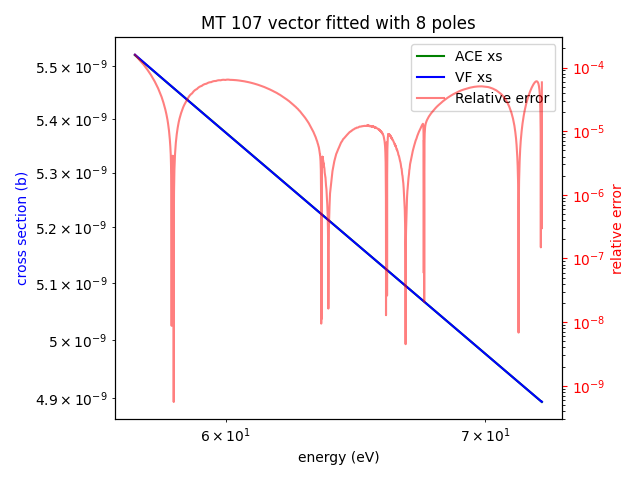 MT 107 vector fitted with 8 poles
ACE xs
VF xs
Relative error
cross section (b)
5.5 × 10⁻⁹
5.4 × 10⁻⁹
5.3 × 10⁻⁹
5.2 × 10⁻⁹
5.1 × 10⁻⁹
5 × 10⁻⁹
4.9 × 10⁻⁹
10⁻⁴
10⁻⁵
10⁻⁶
10⁻⁷
10⁻⁸
10⁻⁹
relative error
6 × 10¹
7 × 10¹
energy (eV)